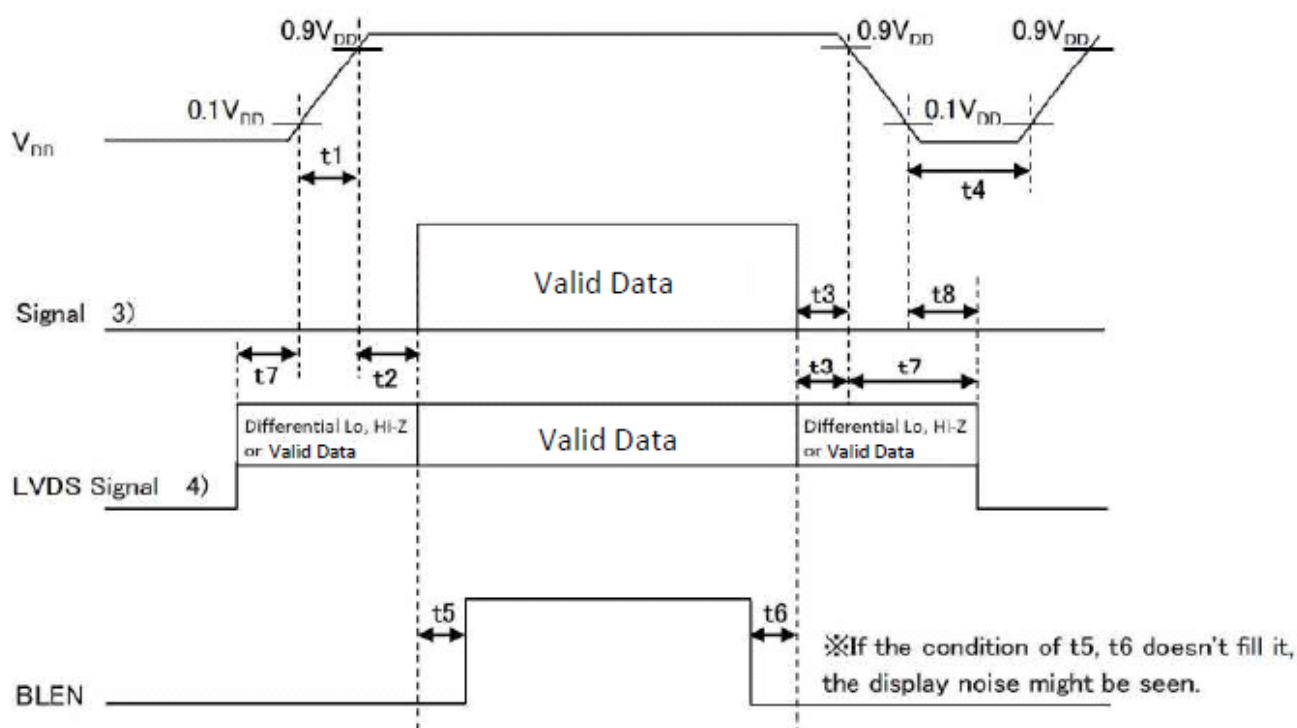 0.9VDD 0.9VDD 0.9VDD
0.1VDD 0.1VDD
VDD
t1
t4
Valid Data
t3 t8
Signal 3)
t7 t2 t3 t7
Differential Lo, Hi-Z
or Valid Data
Valid Data
Differential Lo, Hi-Z
or Valid Data
LVDS Signal 4)
t5 t6
※If the condition of t5, t6 doesn't fill it,
the display noise might be seen.
BLEN